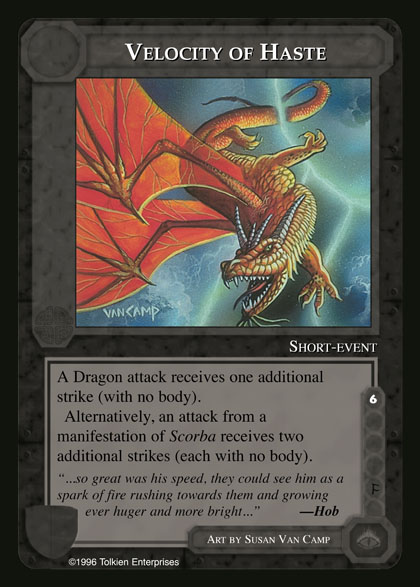 Velocity of Haste
VANCAMP
Short-event
A Dragon attack receives one additional
strike (with no body).
Alternatively, an attack from a
manifestation of Scorba receives two
additional strikes (each with no body).
6
“...so great was his speed, they could see him as a
spark of fire rushing towards them and growing
ever huger and more bright...” —Hob
F
Art by Susan Van Camp
©1996 Tolkien Enterprises